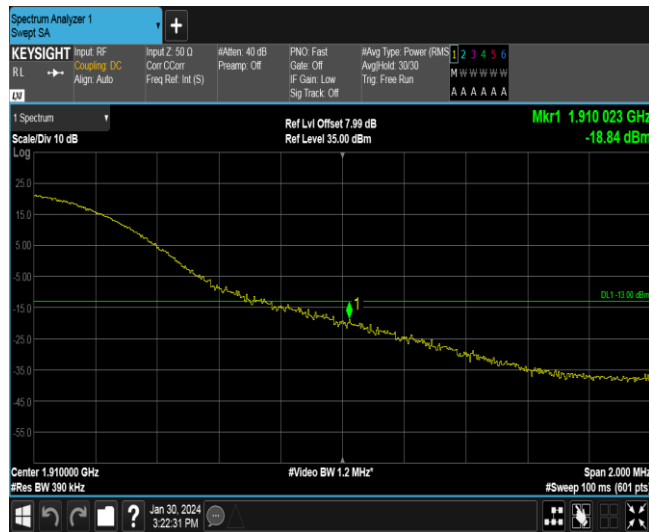 Spectrum Analyzer 1
Swept SA
+
KEYSIGHT
RL
LXI
Input: RF
Coupling: DC
Align: Auto
Input Z: 50 Ω
Corr CCorr
Freq Ref: Int (S)
#Atten: 40 dB
Preamp: Off
PNO: Fast
Gate: Off
IF Gain: Low
Sig Track: Off
#Avg Type: Power (RMS
Avg|Hold: 30/30
Trig: Free Run
1 2 3 4 5 6
M W W W W W
A A A A A A
1 Spectrum
Scale/Div 10 dB
Log
Ref Lvl Offset 7.99 dB
Ref Level 35.00 dBm
Mkr1 1.910 023 GHz
-18.84 dBm
25.0
15.0
5.00
-5.00
-15.0
-25.0
-35.0
-45.0
-55.0
1
DL1 -13.00 dBm
Center 1.910000 GHz
#Res BW 390 kHz
#Video BW 1.2 MHz*
Span 2.000 MHz
#Sweep 100 ms (601 pts)
?
Jan 30, 2024
3:22:31 PM